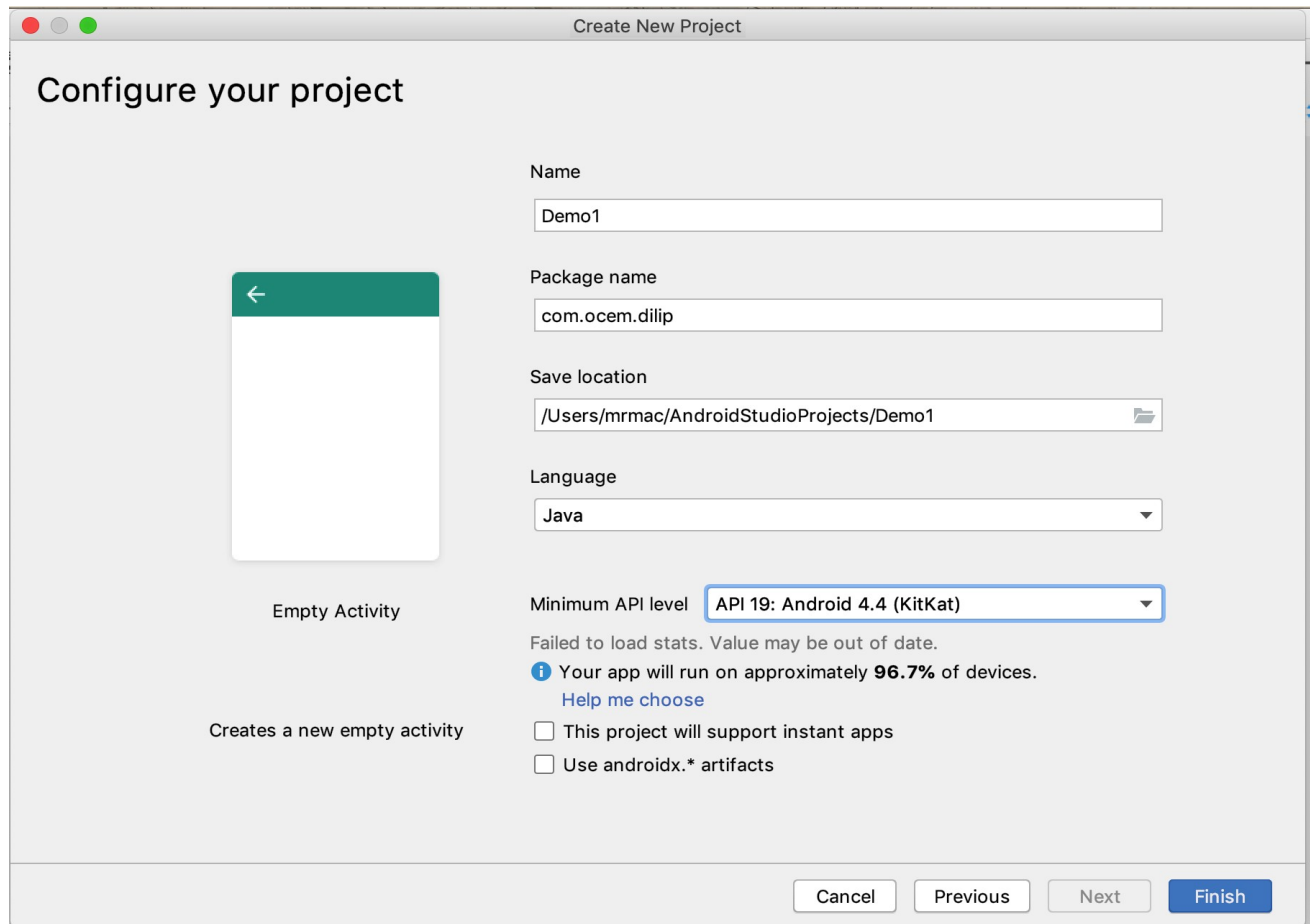 Create New Project
Configure your project
Name
Demo1
Package name
com.ocem.dilip
Save location
/Users/mrmac/AndroidStudioProjects/Demo1
Language
Java
Empty Activity
Minimum API level API 19: Android 4.4 (KitKat)
Failed to load stats. Value may be out of date.
Your app will run on approximately 96.7% of devices.
Help me choose
Creates a new empty activity
This project will support instant apps
Use androidx.* artifacts
Cancel Previous Next Finish